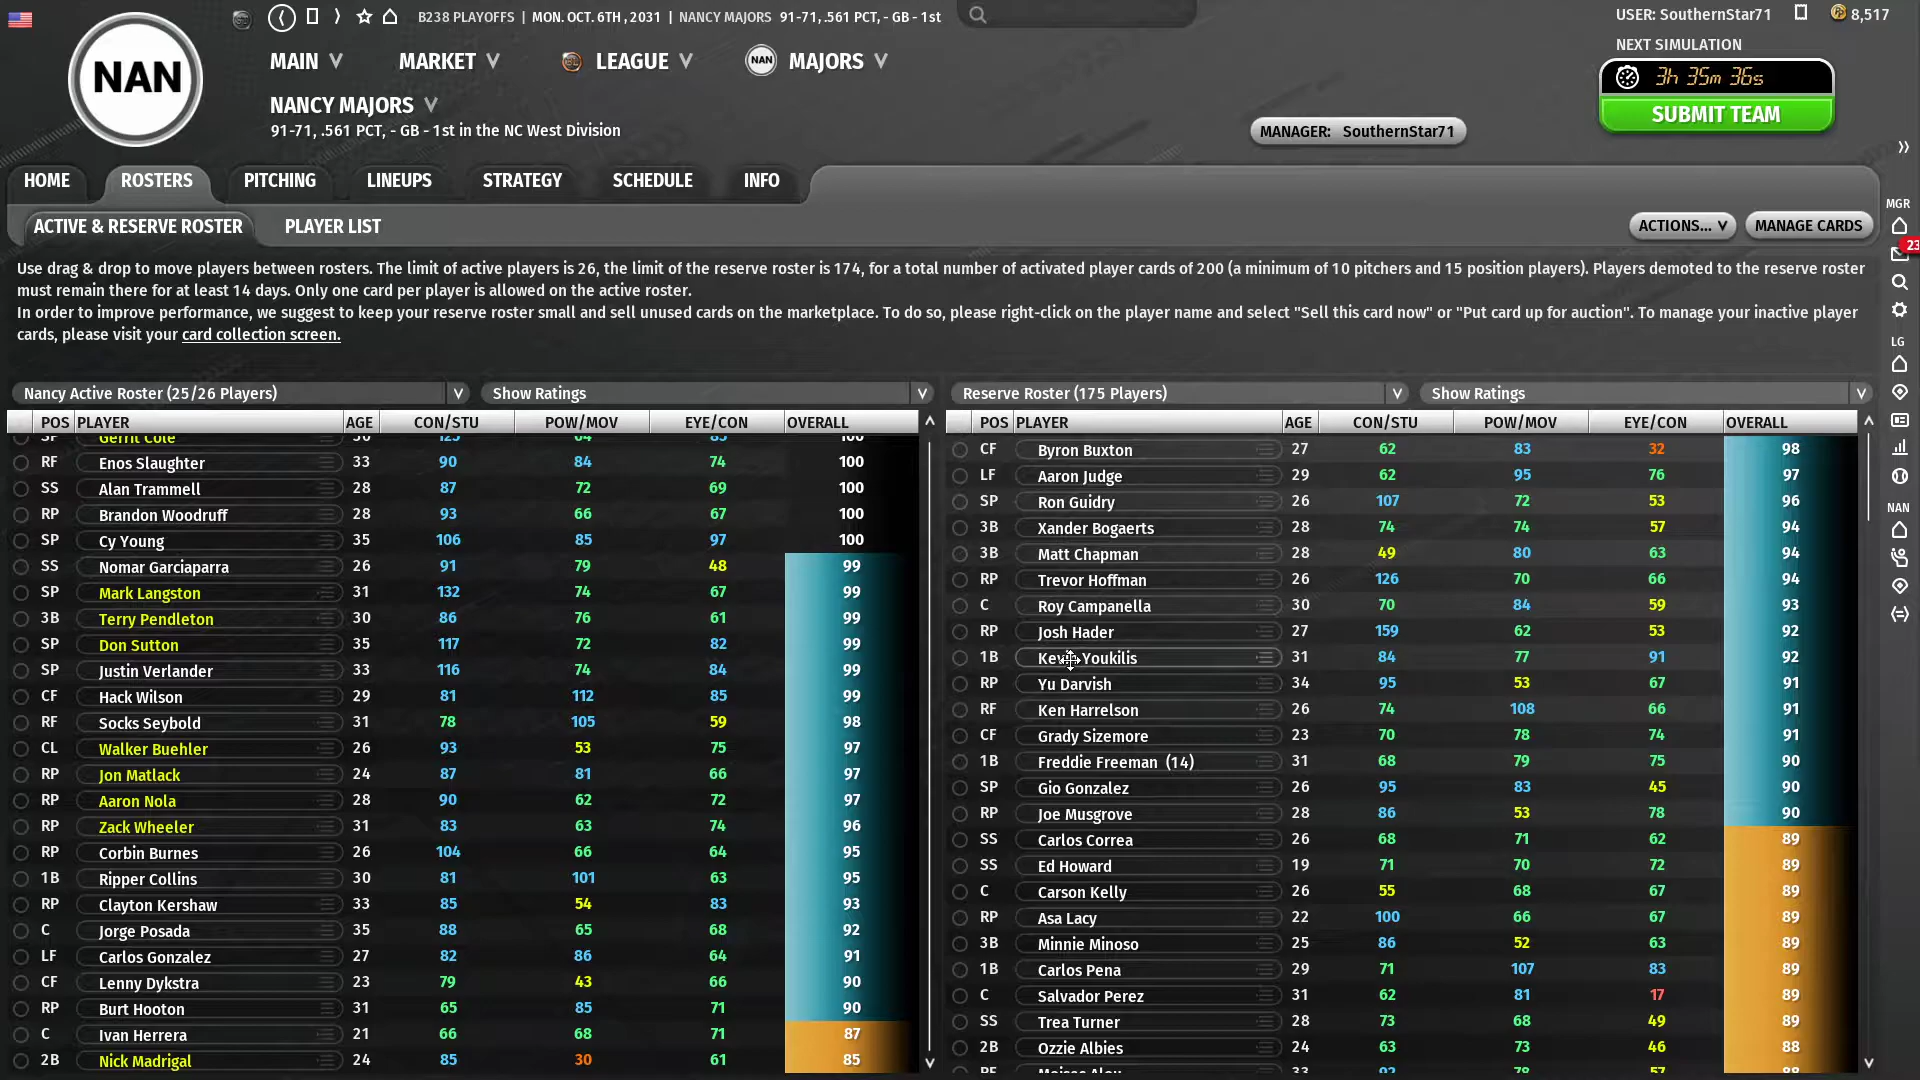 B238 PLAYOFFS | MON. OCT. 6TH , 2031 | NANCY MAJORS 91-71, .561 PCT, - GB - 1st
USER: SouthernStar71 8,517
NAN
MAIN MARKET LEAGUE NAN MAJORS
NEXT SIMULATION
3h 35m 36s
SUBMIT TEAM
NANCY MAJORS
91-71, .561 PCT, - GB - 1st in the NC West Division
MANAGER: SouthernStar71
HOME ROSTERS PITCHING LINEUPS STRATEGY SCHEDULE INFO
ACTIVE & RESERVE ROSTER PLAYER LIST ACTIONS... MANAGE CARDS
MGR
23
LG
NAN
Use drag & drop to move players between rosters. The limit of active players is 26, the limit of the reserve roster is 174, for a total number of activated player cards of 200 (a minimum of 10 pitchers and 15 position players). Players demoted to the reserve roster
must remain there for at least 14 days. Only one card per player is allowed on the active roster.
In order to improve performance, we suggest to keep your reserve roster small and sell unused cards on the marketplace. To do so, please right-click on the player name and select "Sell this card now" or "Put card up for auction". To manage your inactive player
cards, please visit your card collection screen.
Nancy Active Roster (25/26 Players) Show Ratings
POS PLAYER AGE CON/STU POW/MOV EYE/CON OVERALL
SP Gerrit Cole 100
RF Enos Slaughter 33 90 84 74 100
SS Alan Trammell 28 87 72 69 100
RP Brandon Woodruff 28 93 66 67 100
SP Cy Young 35 106 85 97 100
SS Nomar Garciaparra 26 91 79 48 99
SP Mark Langston 31 132 74 67 99
3B Terry Pendleton 30 86 76 61 99
SP Don Sutton 35 117 72 82 99
SP Justin Verlander 33 116 74 84 99
CF Hack Wilson 29 81 112 85 99
RF Socks Seybold 31 78 105 59 98
CL Walker Buehler 26 93 53 75 97
RP Jon Matlack 24 87 81 66 97
RP Aaron Nola 28 90 62 72 97
RP Zack Wheeler 31 83 63 74 96
RP Corbin Burnes 26 104 66 64 95
1B Ripper Collins 30 81 101 63 95
RP Clayton Kershaw 33 85 54 83 93
C Jorge Posada 35 88 65 68 92
LF Carlos Gonzalez 27 82 86 64 91
CF Lenny Dykstra 23 79 43 66 90
RP Burt Hooton 31 65 85 71 90
C Ivan Herrera 21 66 68 71 87
2B Nick Madrigal 24 85 30 61 85
Reserve Roster (175 Players) Show Ratings
POS PLAYER AGE CON/STU POW/MOV EYE/CON OVERALL
CF Byron Buxton 27 62 83 32 98
LF Aaron Judge 29 62 95 76 97
SP Ron Guidry 26 107 72 53 96
3B Xander Bogaerts 28 74 74 57 94
3B Matt Chapman 28 49 80 63 94
RP Trevor Hoffman 26 126 70 66 94
C Roy Campanella 30 70 84 59 93
RP Josh Hader 27 159 62 53 92
1B Kevin Youkilis 31 84 77 91 92
RP Yu Darvish 34 95 53 67 91
RF Ken Harrelson 26 74 108 66 91
CF Grady Sizemore 23 70 78 74 91
1B Freddie Freeman (14) 31 68 79 75 90
SP Gio Gonzalez 26 95 83 45 90
RP Joe Musgrove 28 86 53 78 90
SS Carlos Correa 26 68 71 62 89
SS Ed Howard 19 71 70 72 89
C Carson Kelly 26 55 68 67 89
RP Asa Lacy 22 100 66 67 89
3B Minnie Minoso 25 86 52 63 89
1B Carlos Pena 29 71 107 83 89
C Salvador Perez 31 62 81 17 89
SS Trea Turner 28 73 68 49 89
2B Ozzie Albies 24 63 73 46 88